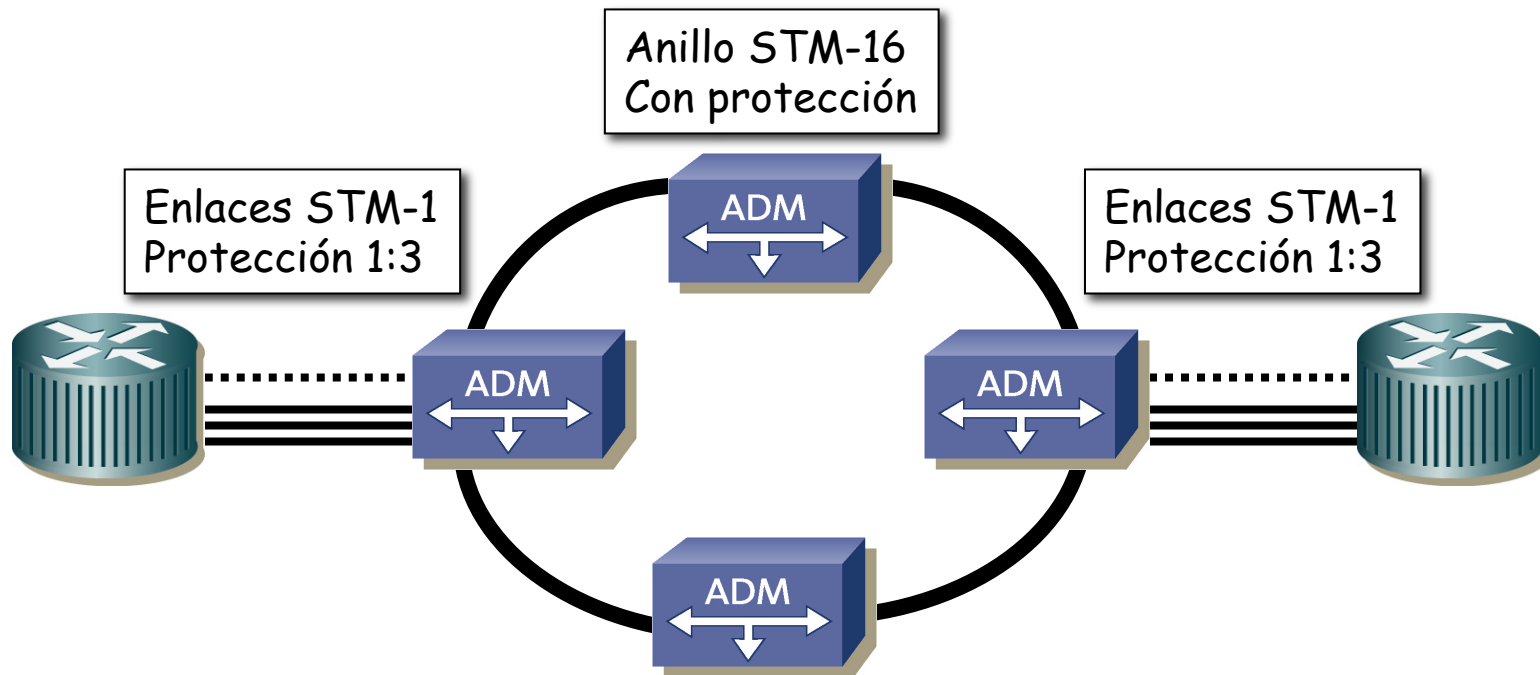 Anillo STM-16
Con protección
Enlaces STM-1
Protección 1:3
Enlaces STM-1
Protección 1:3
ADM
ADM
ADM
ADM